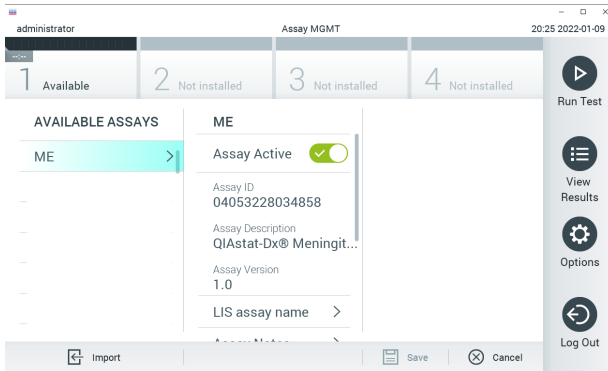 administrator Assay MGMT 20:25 2022-01-09
--:--
1 Available 2 Not installed 3 Not installed 4 Not installed
Run Test
AVAILABLE ASSAYS ME
ME > Assay Active
View Results
Assay ID
04053228034858
Assay Description
QIAstat-Dx® Meningit...
Options
Assay Version
1.0
LIS assay name >
Assay Notes
Log Out
Import Save Cancel